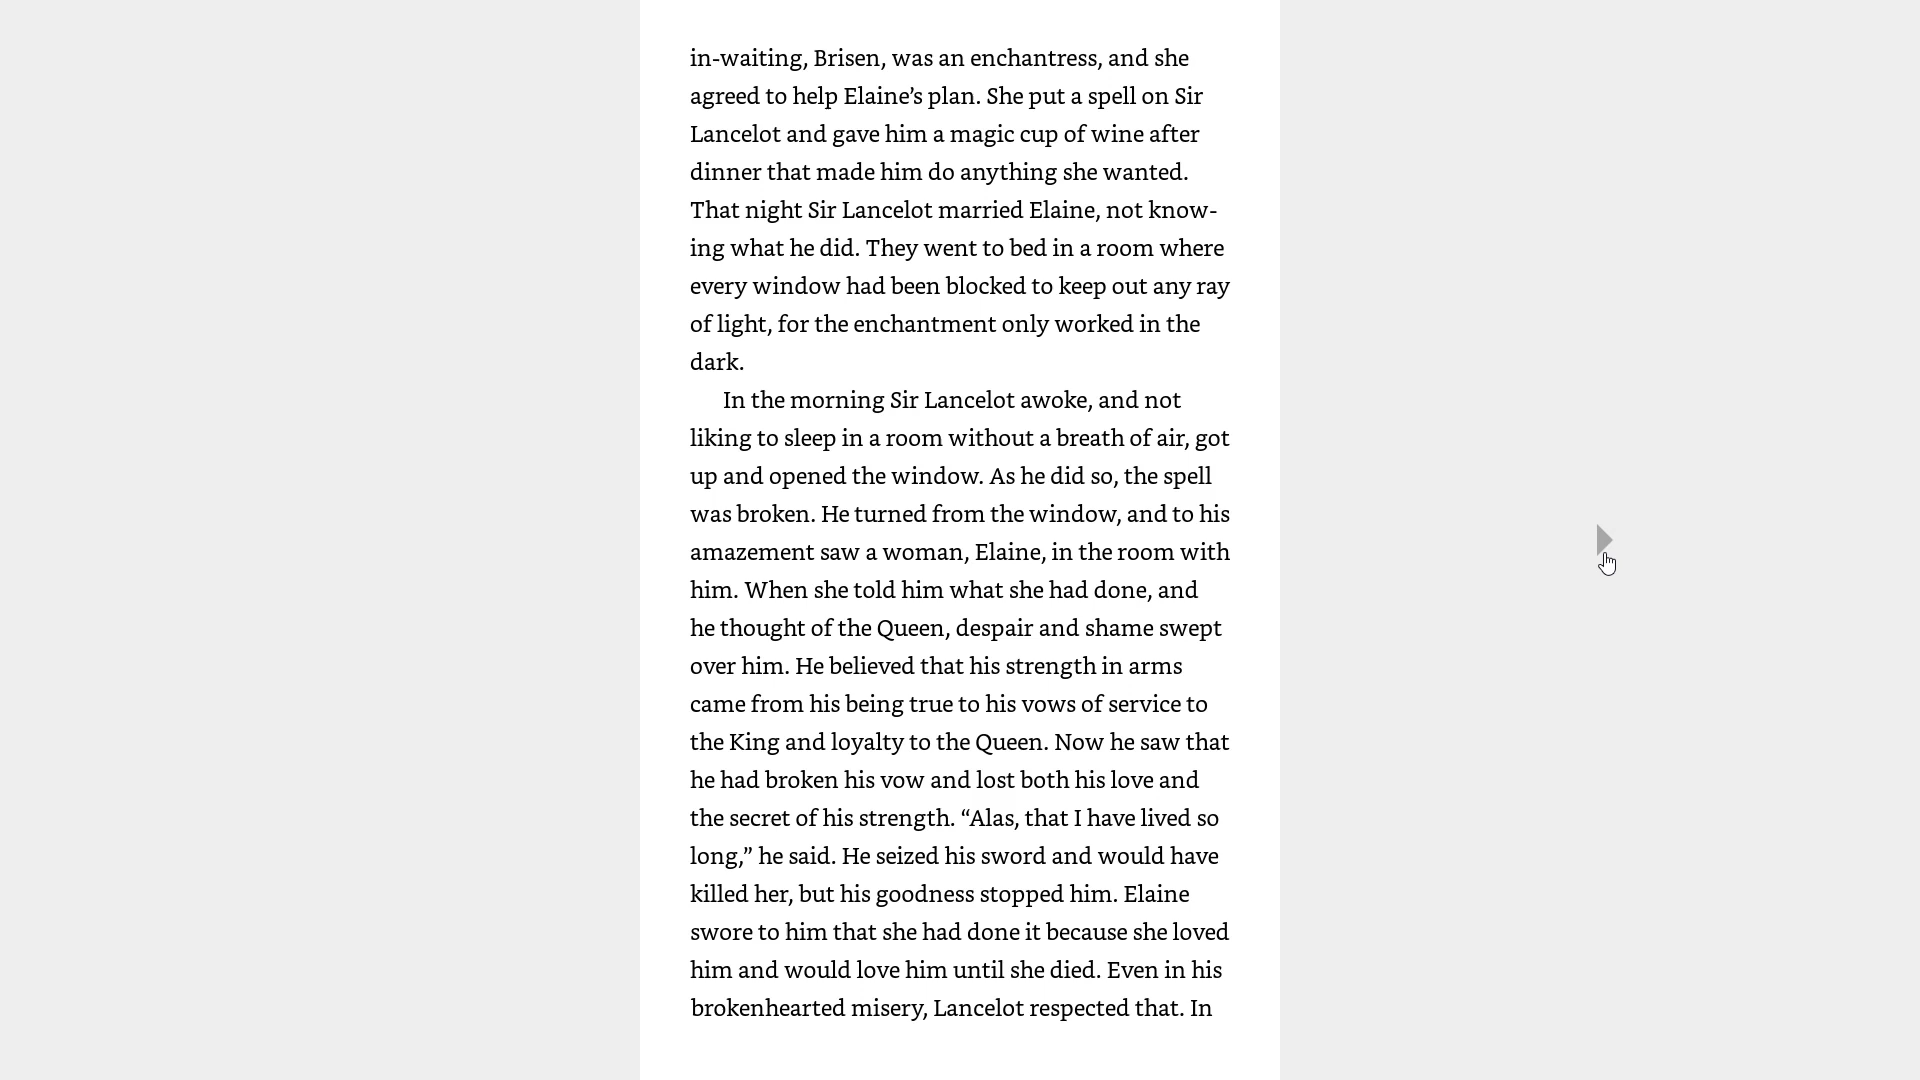 in-waiting, Brisen, was an enchantress, and she
agreed to help Elaine’s plan. She put a spell on Sir
Lancelot and gave him a magic cup of wine after
dinner that made him do anything she wanted.
That night Sir Lancelot married Elaine, not know-
ing what he did. They went to bed in a room where
every window had been blocked to keep out any ray
of light, for the enchantment only worked in the
dark.
In the morning Sir Lancelot awoke, and not
liking to sleep in a room without a breath of air, got
up and opened the window. As he did so, the spell
was broken. He turned from the window, and to his
amazement saw a woman, Elaine, in the room with
him. When she told him what she had done, and
he thought of the Queen, despair and shame swept
over him. He believed that his strength in arms
came from his being true to his vows of service to
the King and loyalty to the Queen. Now he saw that
he had broken his vow and lost both his love and
the secret of his strength. “Alas, that I have lived so
long,” he said. He seized his sword and would have
killed her, but his goodness stopped him. Elaine
swore to him that she had done it because she loved
him and would love him until she died. Even in his
brokenhearted misery, Lancelot respected that. In